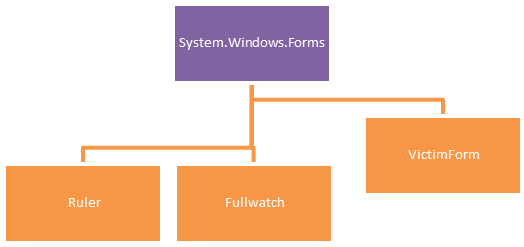 System.Windows.Forms
VictimForm
Ruler
Fullwatch